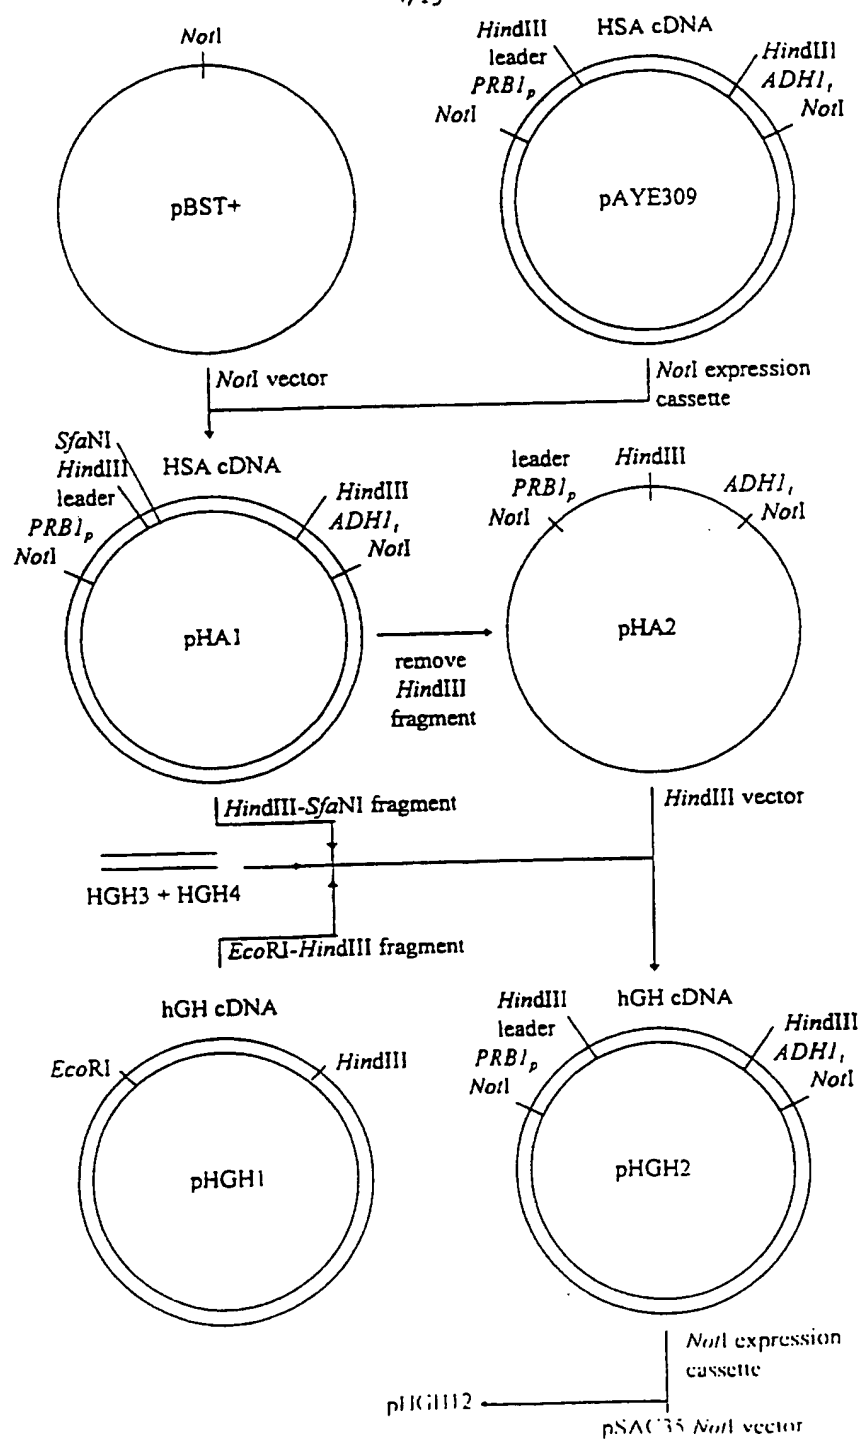 NotI
HindIII
leader
PRB1p
NotI
HSA cDNA
HindIII
ADH1t
NotI
pBST+
pAYE309
NotI vector
NotI expression
cassette
SfaNI
HindIII
leader
PRB1p
NotI
HSA cDNA
HindIII
ADH1t
NotI
pHA1
leader
PRB1p
NotI
HindIII
ADH1t
NotI
pHA2
remove
HindIII
fragment
HindIII-SfaNI fragment
HindIII vector
HGH3 + HGH4
EcoRI-HindIII fragment
hGH cDNA
EcoRI
HindIII
pHGH1
HindIII
leader
PRB1p
NotI
hGH cDNA
HindIII
ADH1t
NotI
pHGH2
NotI expression
cassette
pHGH12
pSAC35 NotI vector